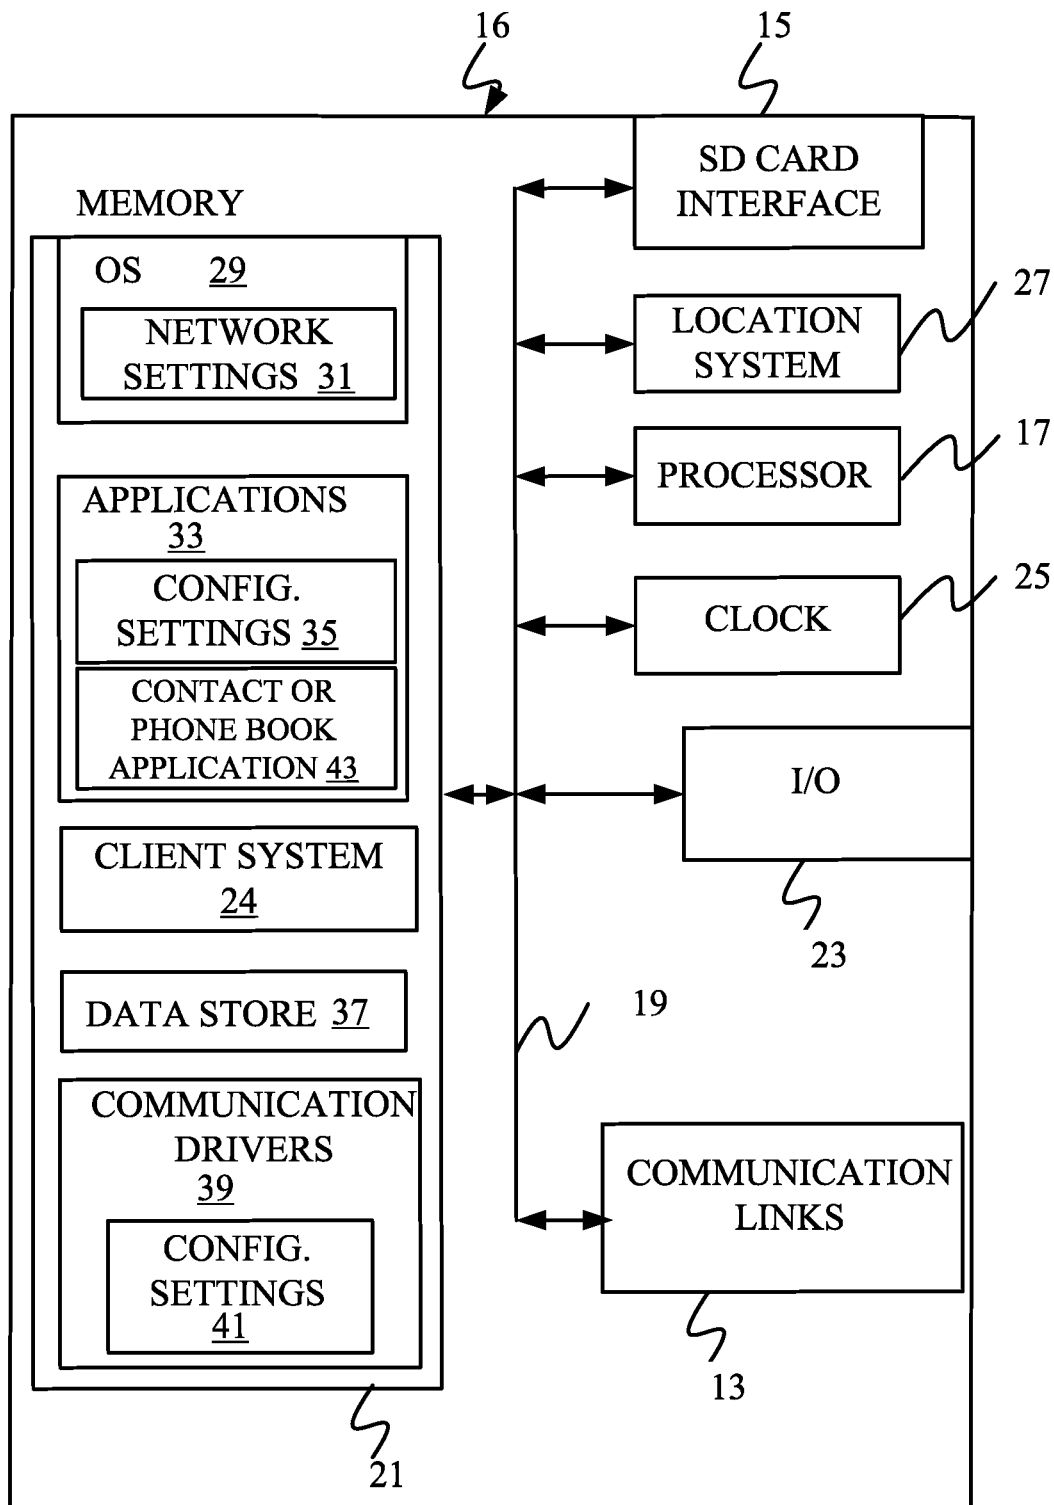 16
15
SD CARD
INTERFACE
MEMORY
OS 29
NETWORK
SETTINGS 31
27
LOCATION
SYSTEM
17
PROCESSOR
APPLICATIONS
33
CONFIG.
SETTINGS 35
CONTACT OR
PHONE BOOK
APPLICATION 43
25
CLOCK
I/O
23
CLIENT SYSTEM
24
DATA STORE 37
19
COMMUNICATION
DRIVERS
39
CONFIG.
SETTINGS
41
COMMUNICATION
LINKS
13
21